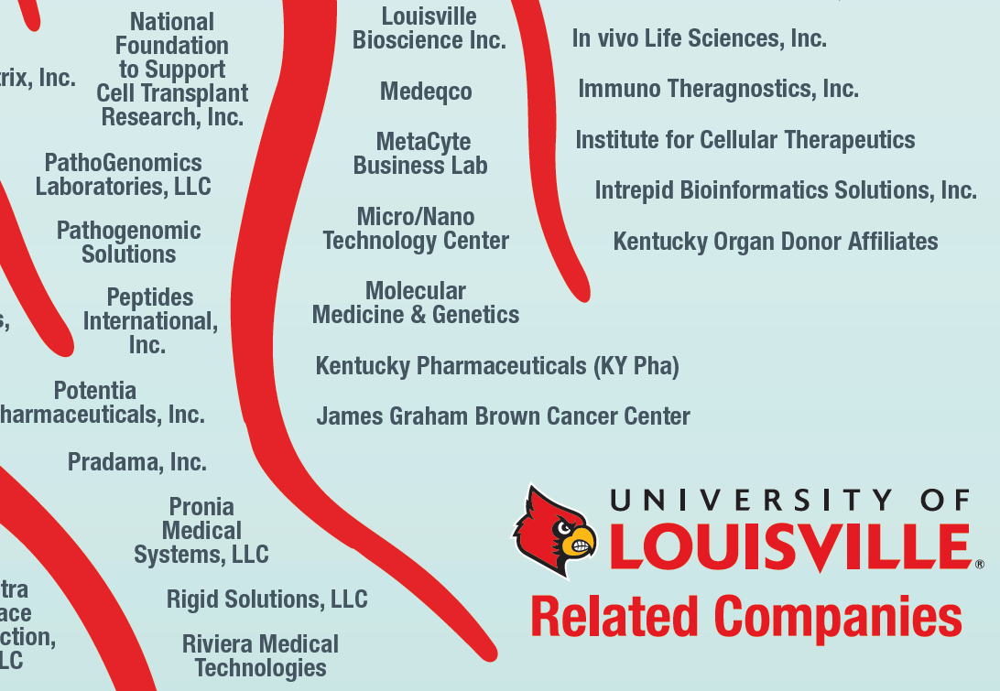 National
Foundation
to Support
Cell Transplant
Research, Inc.
trix, Inc.
PathoGenomics
Laboratories, LLC
Pathogenomic
Solutions
Peptides
International,
Inc.
s,
Potentia
harmaceuticals, Inc.
Pradama, Inc.
Pronia
Medical
Systems, LLC
tra
ace
ction,
LC
Rigid Solutions, LLC
Riviera Medical
Technologies
Louisville
Bioscience Inc.
Medeqco
MetaCyte
Business Lab
Micro/Nano
Technology Center
Molecular
Medicine & Genetics
Kentucky Pharmaceuticals (KY Pha)
James Graham Brown Cancer Center
In vivo Life Sciences, Inc.
Immuno Theragnostics, Inc.
Institute for Cellular Therapeutics
Intrepid Bioinformatics Solutions, Inc.
Kentucky Organ Donor Affiliates
UNIVERSITY OF
LOUISVILLE®
Related Companies